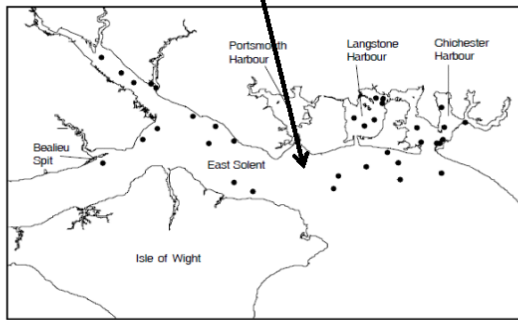 Portsmouth
Harbour
Langstone
Harbour
Chichester
Harbour
Bealieu
Spit
East Solent
Isle of Wight